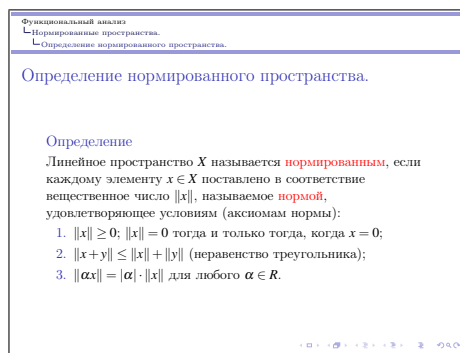 Функциональный анализ
Нормированные пространства.
Определение нормированного пространства.
Определение нормированного пространства.
Определение
Линейное пространство X называется нормированным, если
каждому элементу x ∈ X поставлено в соответствие
вещественное число ‖x‖, называемое нормой,
удовлетворяющее условиям (аксиомам нормы):
1. ‖x‖ ≥ 0; ‖x‖ = 0 тогда и только тогда, когда x = 0;
2. ‖x + y‖ ≤ ‖x‖ + ‖y‖ (неравенство треугольника);
3. ‖αx‖ = |α| · ‖x‖ для любого α ∈ R.